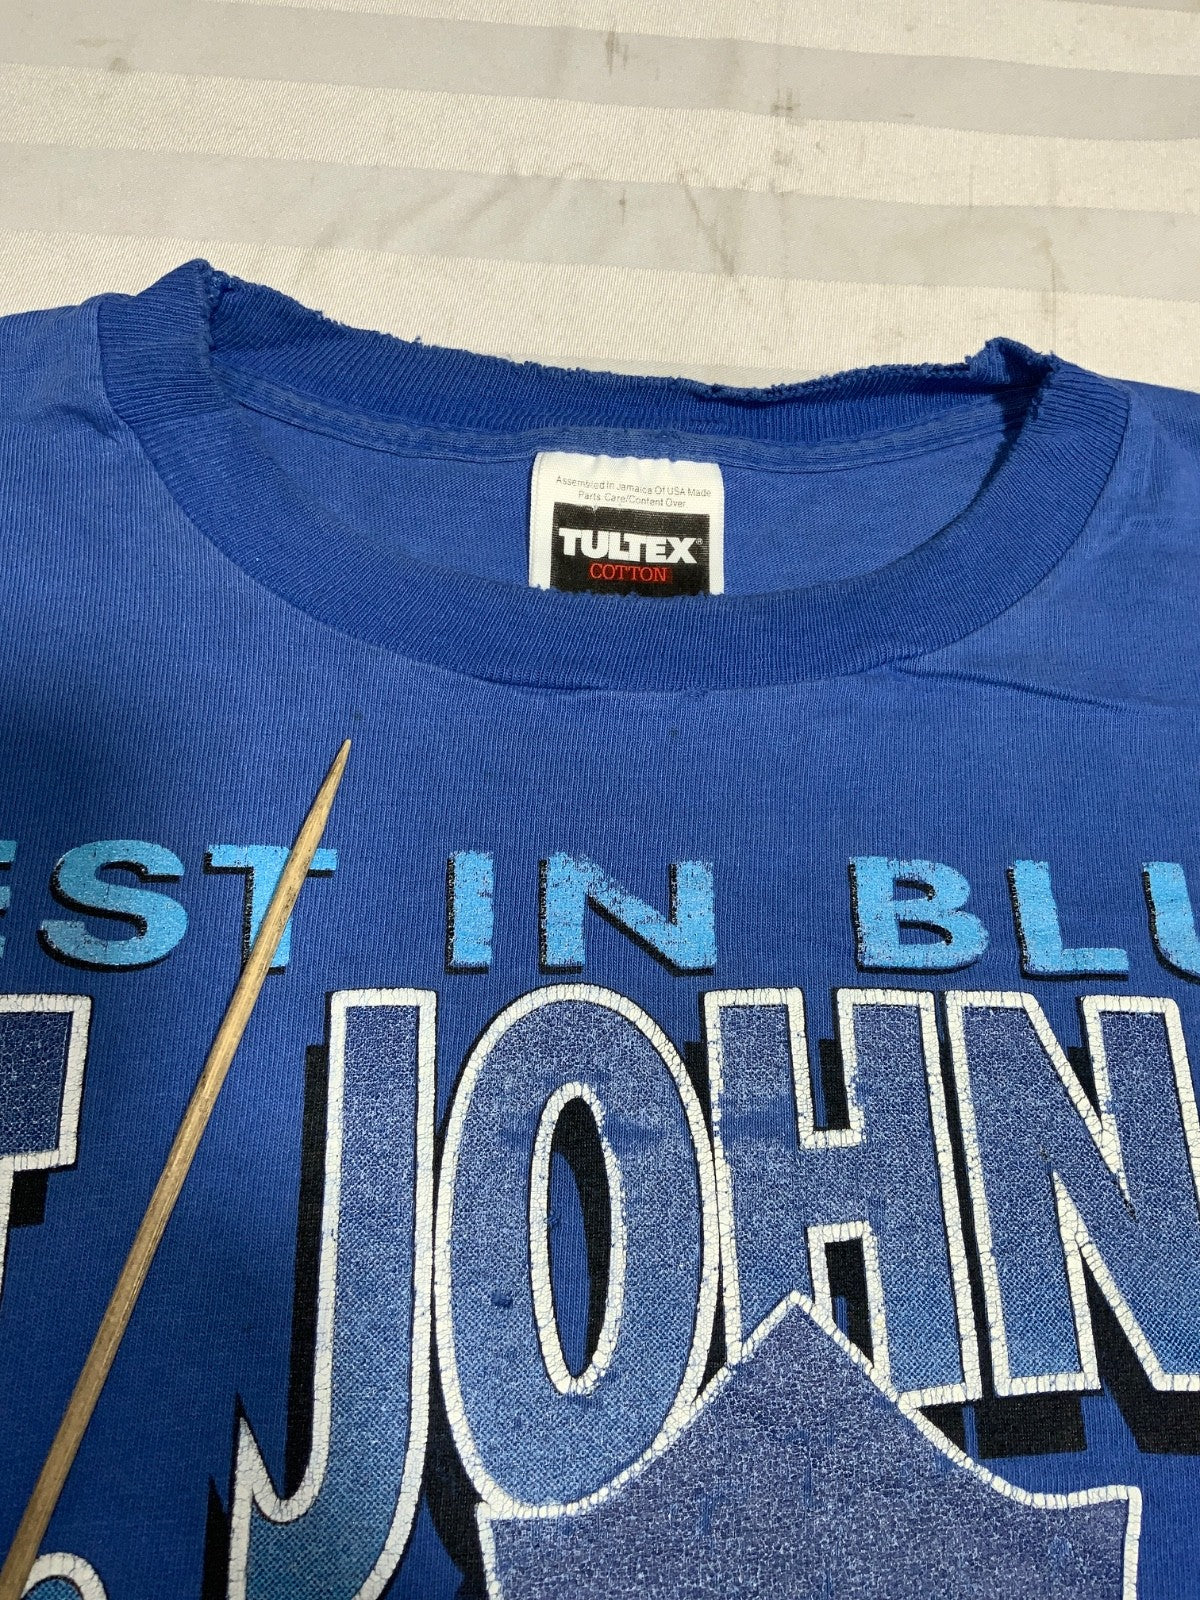 Assembled In Jamaica Of USA Made
Parts Care/Content Over
TULTEX®
COTTON
EST IN BLU
T. JOHN